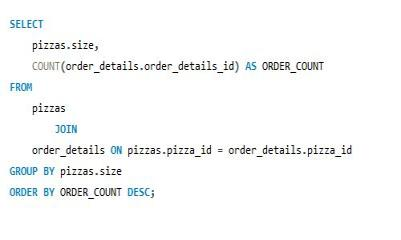 SELECT
pizzas.size,
COUNT(order_details.order_details_id) AS ORDER_COUNT
FROM
pizzas
JOIN
order_details ON pizzas.pizza_id = order_details.pizza_id
GROUP BY pizzas.size
ORDER BY ORDER_COUNT DESC;